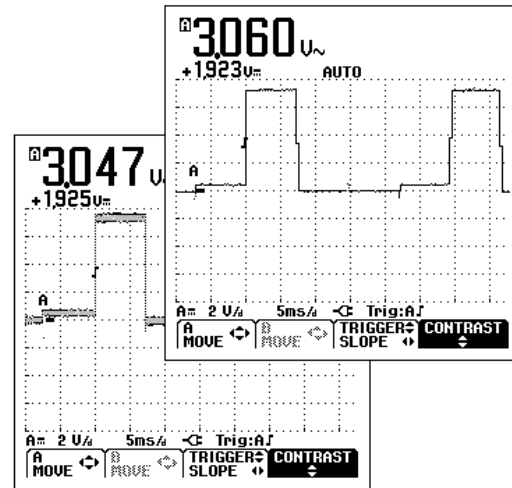 A 3.060 V~
+1.923 V⎓
AUTO
A
A⎓ 2 V/d 5ms/d Trig:A
A MOVE
B MOVE
TRIGGER SLOPE
CONTRAST
A 3.047 V
+1.925 V⎓
A
A⎓ 2 V/d 5ms/d Trig:A
A MOVE
B MOVE
TRIGGER SLOPE
CONTRAST